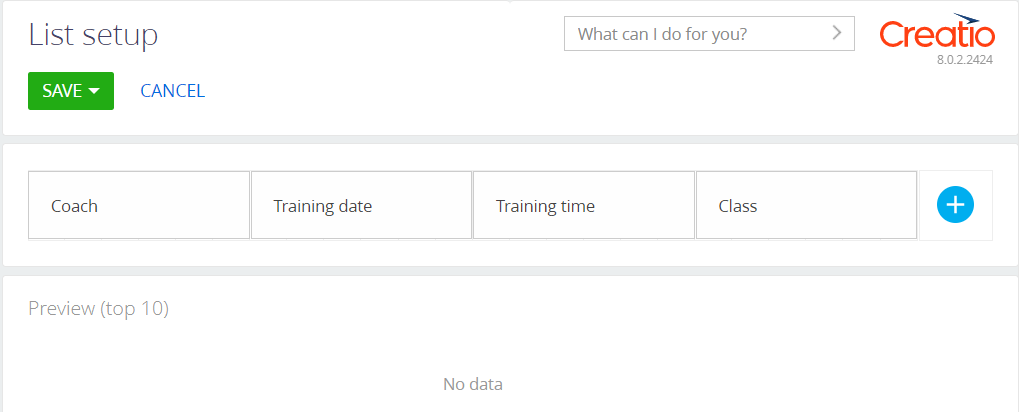 List setup
What can I do for you?
Creatio
8.0.2.2424
SAVE
CANCEL
Coach
Training date
Training time
Class
Preview (top 10)
No data